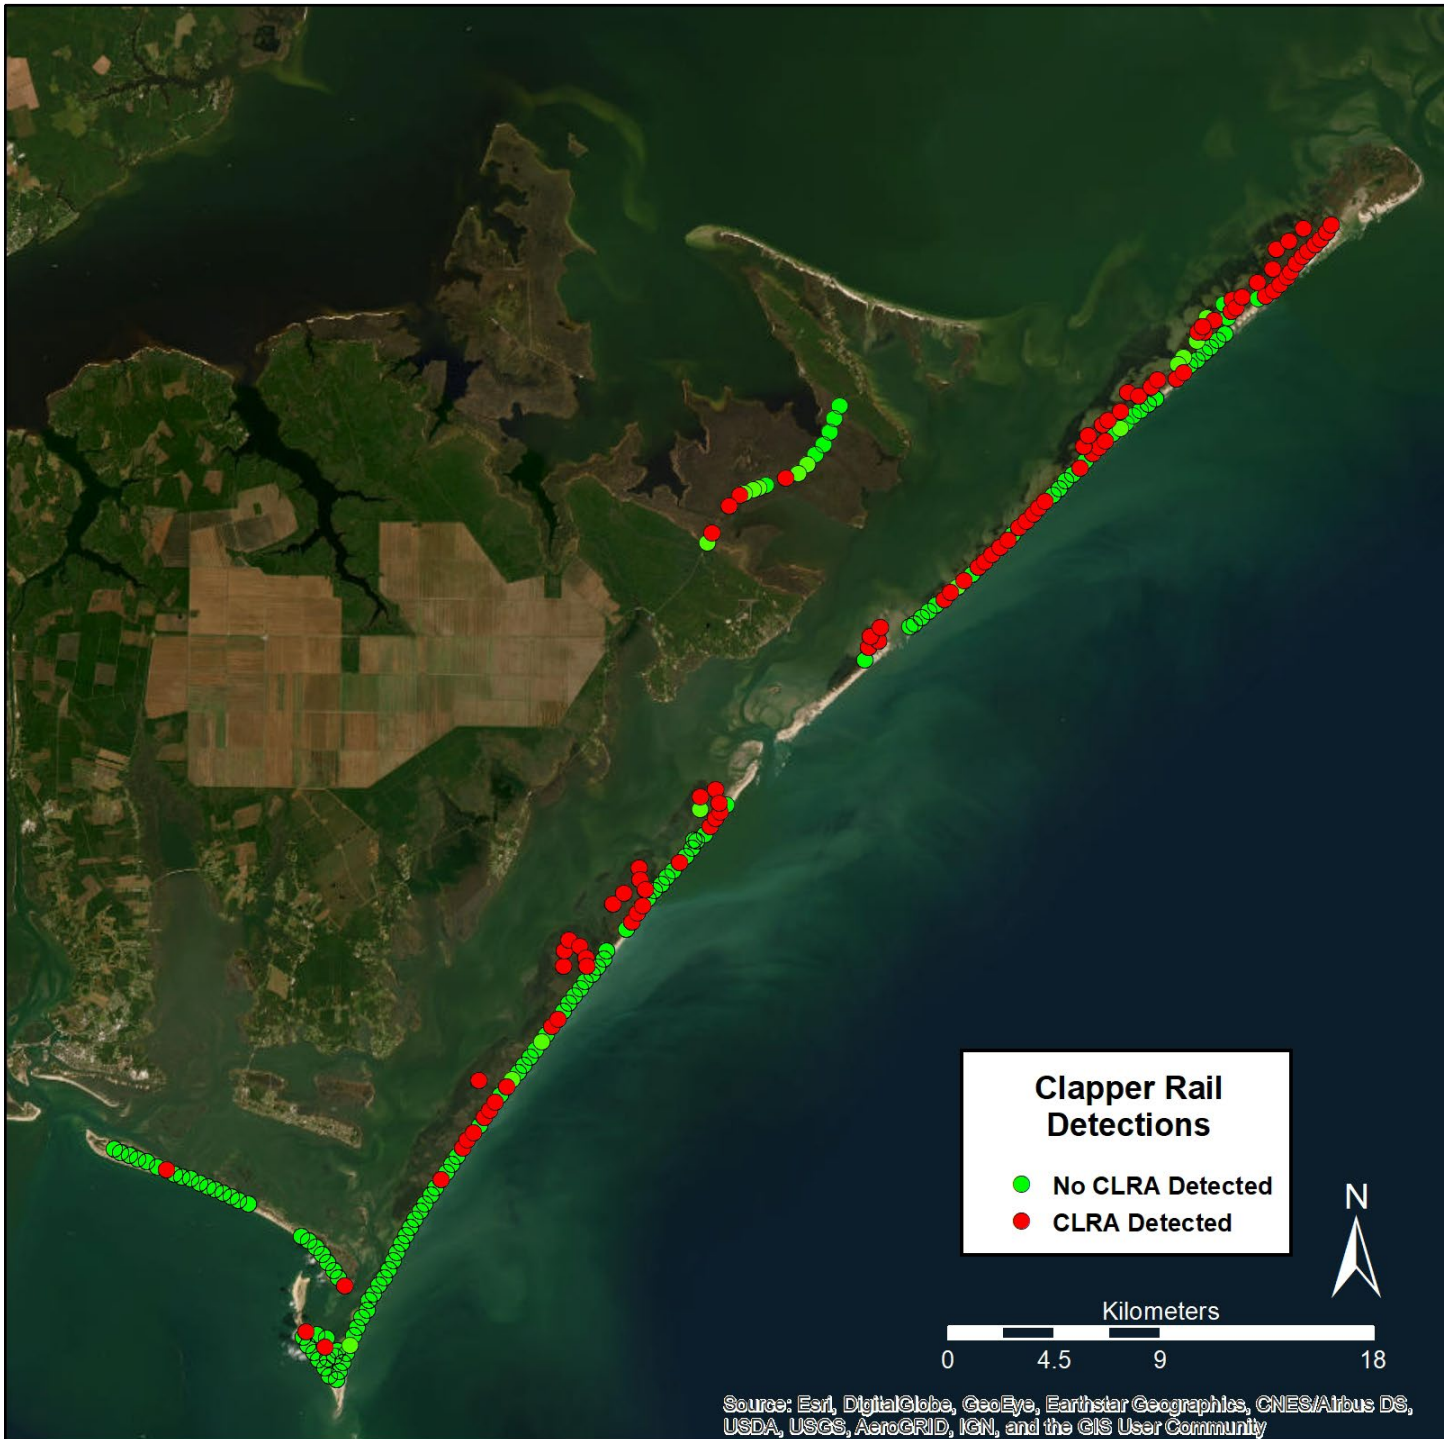 Clapper Rail
Detections
No CLRA Detected
CLRA Detected
N
Kilometers
0 4.5 9 18
Source: Esri, DigitalGlobe, GeoEye, Earthstar Geographics, CNES/Airbus DS,
USDA, USGS, AeroGRID, IGN, and the GIS User Community